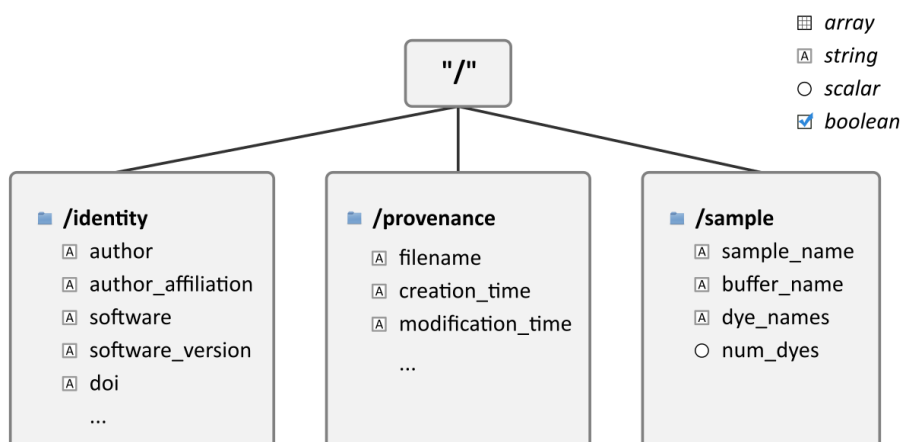 array
string
scalar
boolean
"/"
/identity
A author
A author_affiliation
A software
A software_version
A doi
...
/provenance
A filename
A creation_time
A modification_time
...
/sample
A sample_name
A buffer_name
A dye_names
num_dyes